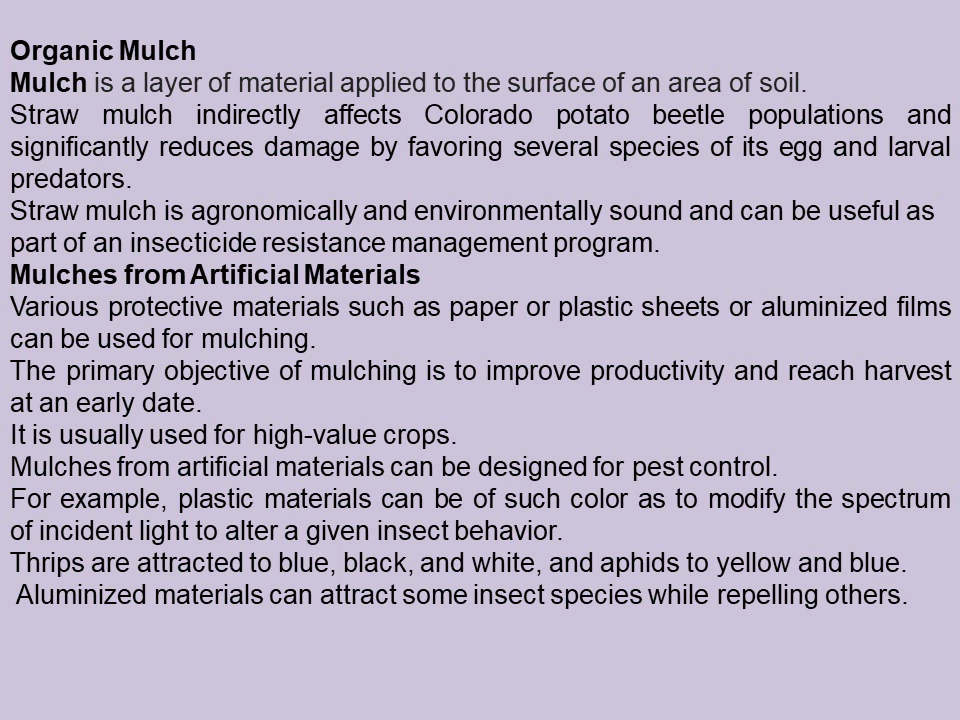 Organic Mulch
Mulch is a layer of material applied to the surface of an area of soil.
Straw mulch indirectly affects Colorado potato beetle populations and
significantly reduces damage by favoring several species of its egg and larval
predators.
Straw mulch is agronomically and environmentally sound and can be useful as
part of an insecticide resistance management program.
Mulches from Artificial Materials
Various protective materials such as paper or plastic sheets or aluminized films
can be used for mulching.
The primary objective of mulching is to improve productivity and reach harvest
at an early date.
It is usually used for high-value crops.
Mulches from artificial materials can be designed for pest control.
For example, plastic materials can be of such color as to modify the spectrum
of incident light to alter a given insect behavior.
Thrips are attracted to blue, black, and white, and aphids to yellow and blue.
Aluminized materials can attract some insect species while repelling others.